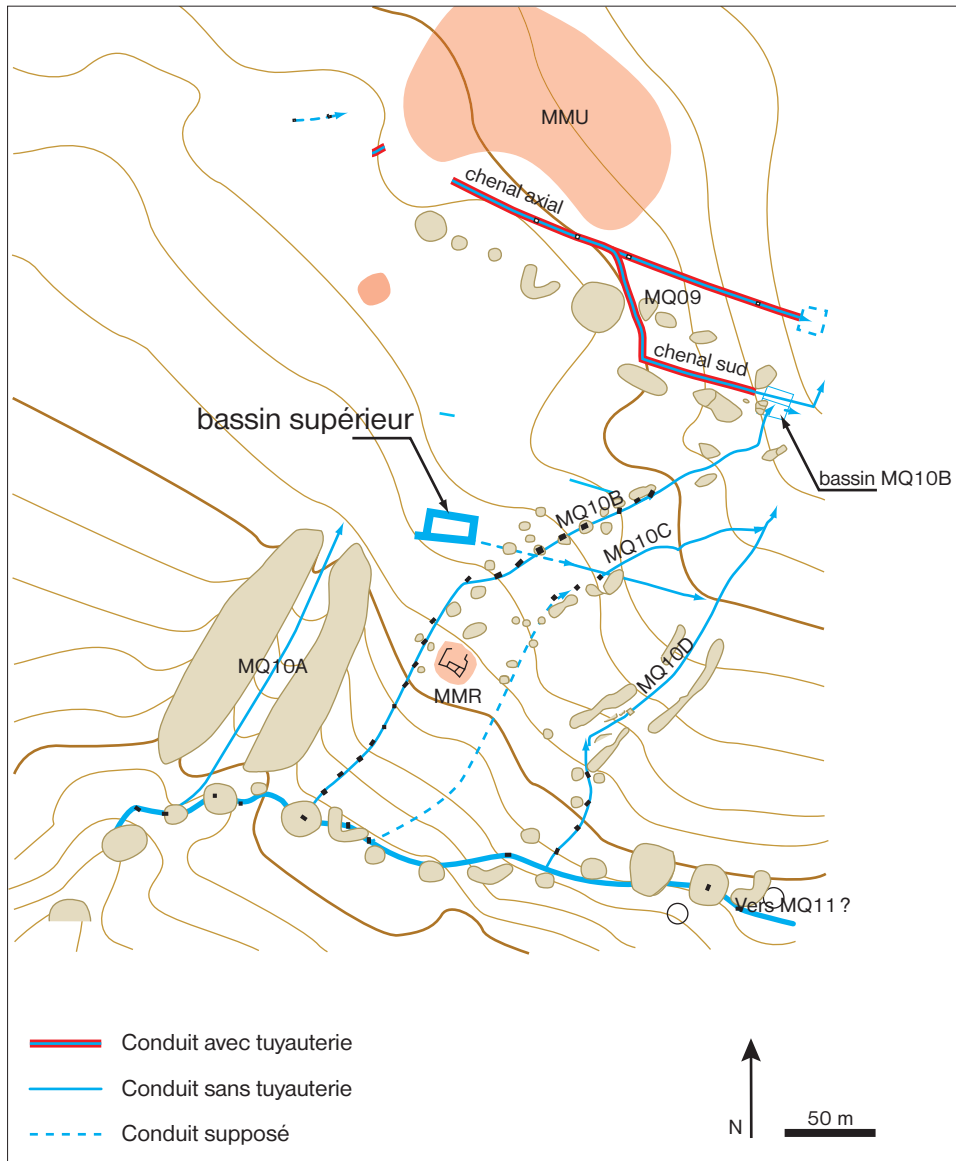 MMU
chenal axial
MQ09
chenal sud
bassin supérieur
bassin MQ10B
MQ10B
MQ10C
MQ10A
MQ10D
MMR
Vers MQ11 ?
Conduit avec tuyauterie
Conduit sans tuyauterie
Conduit supposé
N
50 m